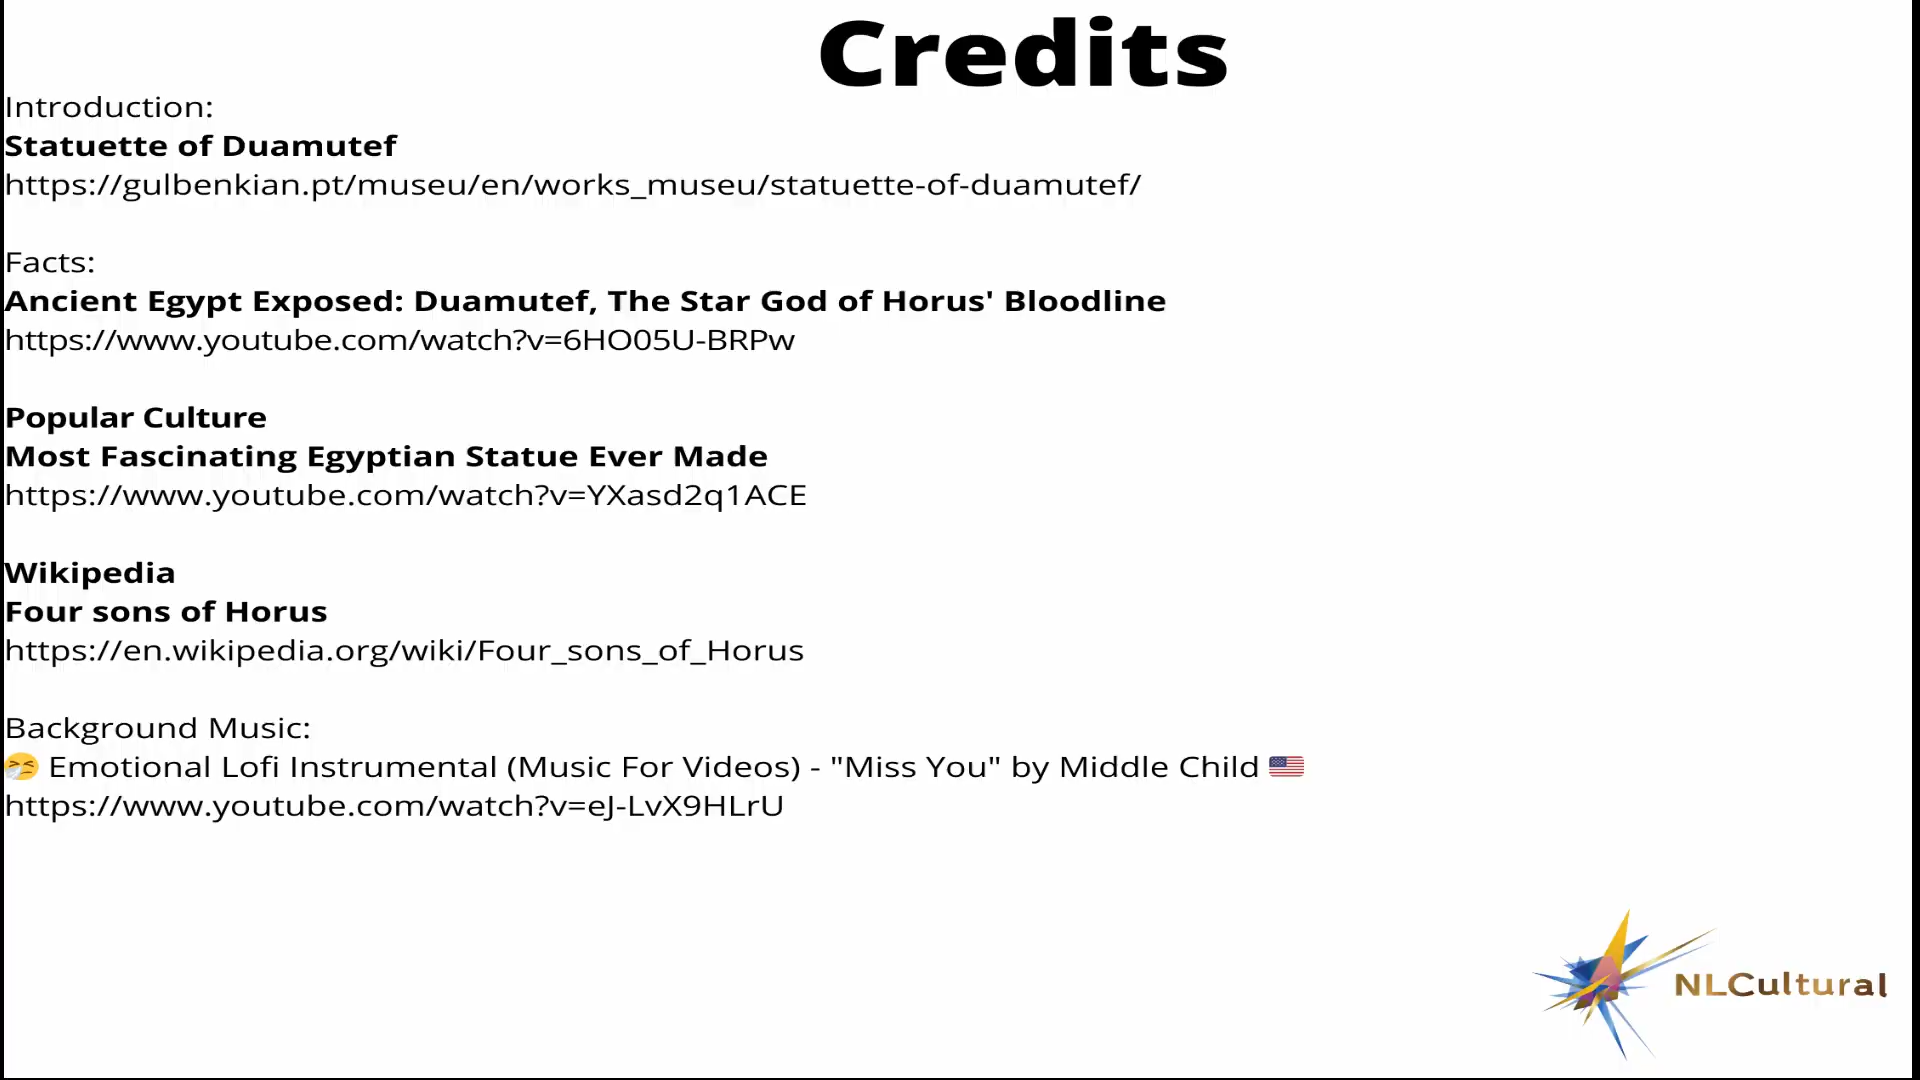 Credits
Introduction:
Statuette of Duamutef
https://gulbenkian.pt/museu/en/works_museu/statuette-of-duamutef/
Facts:
Ancient Egypt Exposed: Duamutef, The Star God of Horus' Bloodline
https://www.youtube.com/watch?v=6HO05U-BRPw
Popular Culture
Most Fascinating Egyptian Statue Ever Made
https://www.youtube.com/watch?v=YXasd2q1ACE
Wikipedia
Four sons of Horus
https://en.wikipedia.org/wiki/Four_sons_of_Horus
Background Music:
🤧 Emotional Lofi Instrumental (Music For Videos) - "Miss You" by Middle Child 🇺🇸
https://www.youtube.com/watch?v=eJ-LvX9HLrU
NLCultural